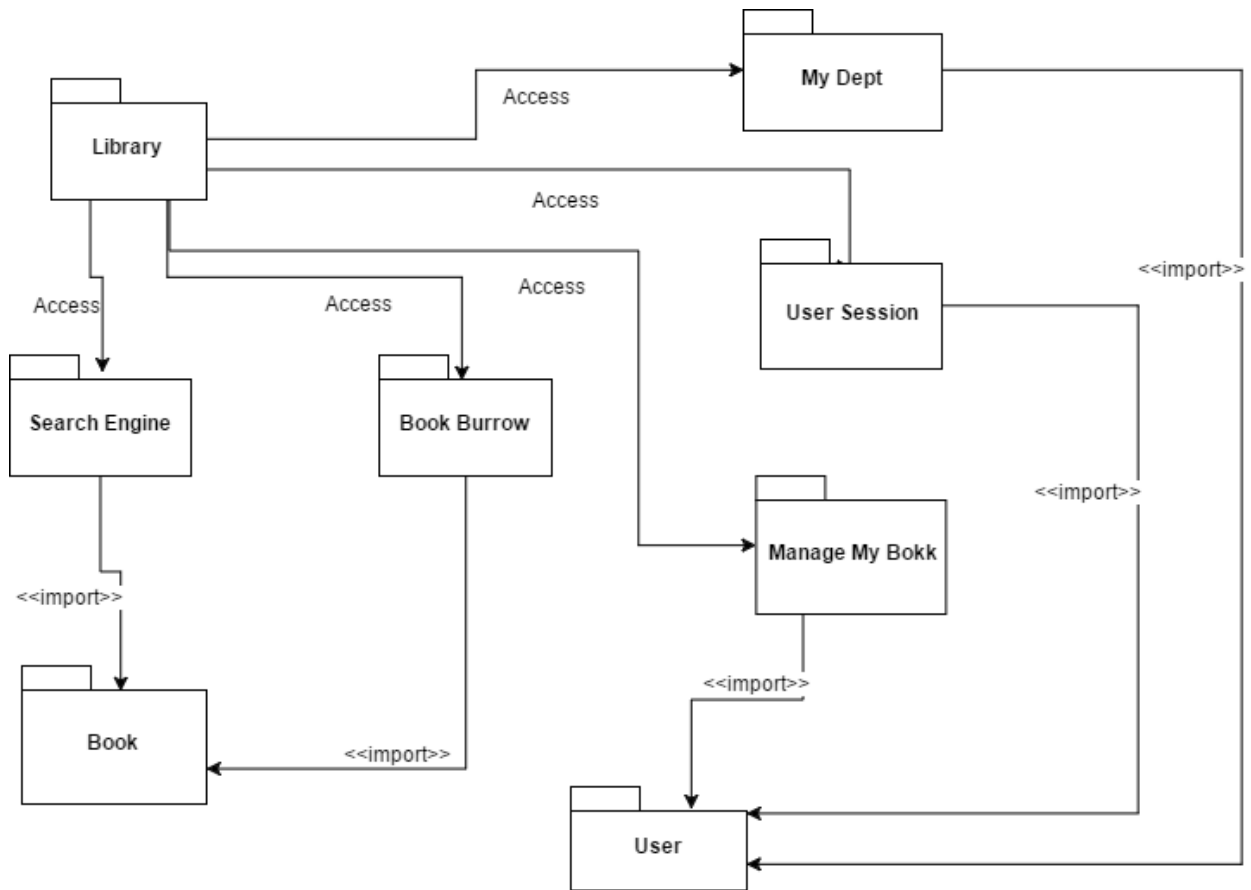 My Dept
Access
Library
Access
<<import>>
Access
Access
Access
User Session
Search Engine
Book Burrow
<<import>>
Manage My Bokk
<<import>>
<<import>>
Book
<<import>>
User